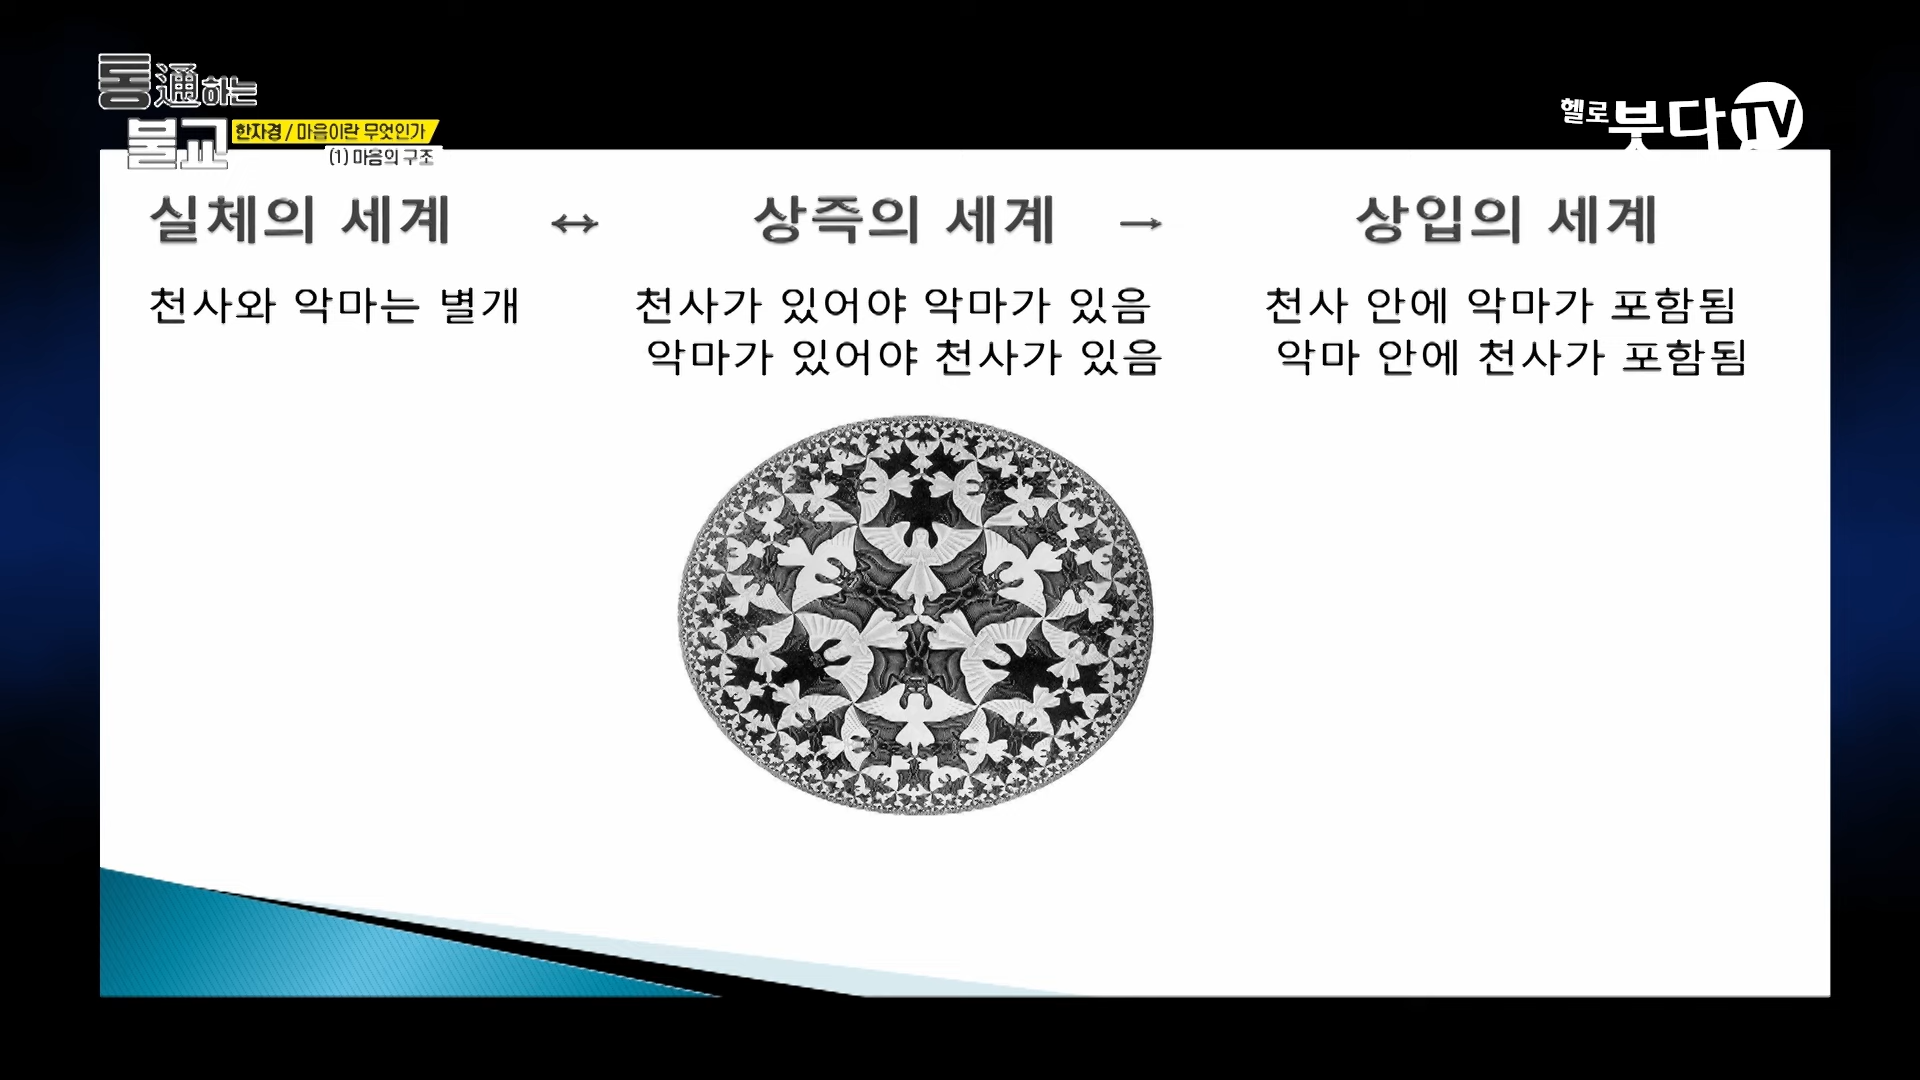 통通하는
불교
한자경 / 마음이란 무엇인가
(1) 마음의 구조
헬로붓다TV
실체의 세계 ↔ 상즉의 세계 → 상입의 세계
천사와 악마는 별개 천사가 있어야 악마가 있음 천사 안에 악마가 포함됨
악마가 있어야 천사가 있음 악마 안에 천사가 포함됨